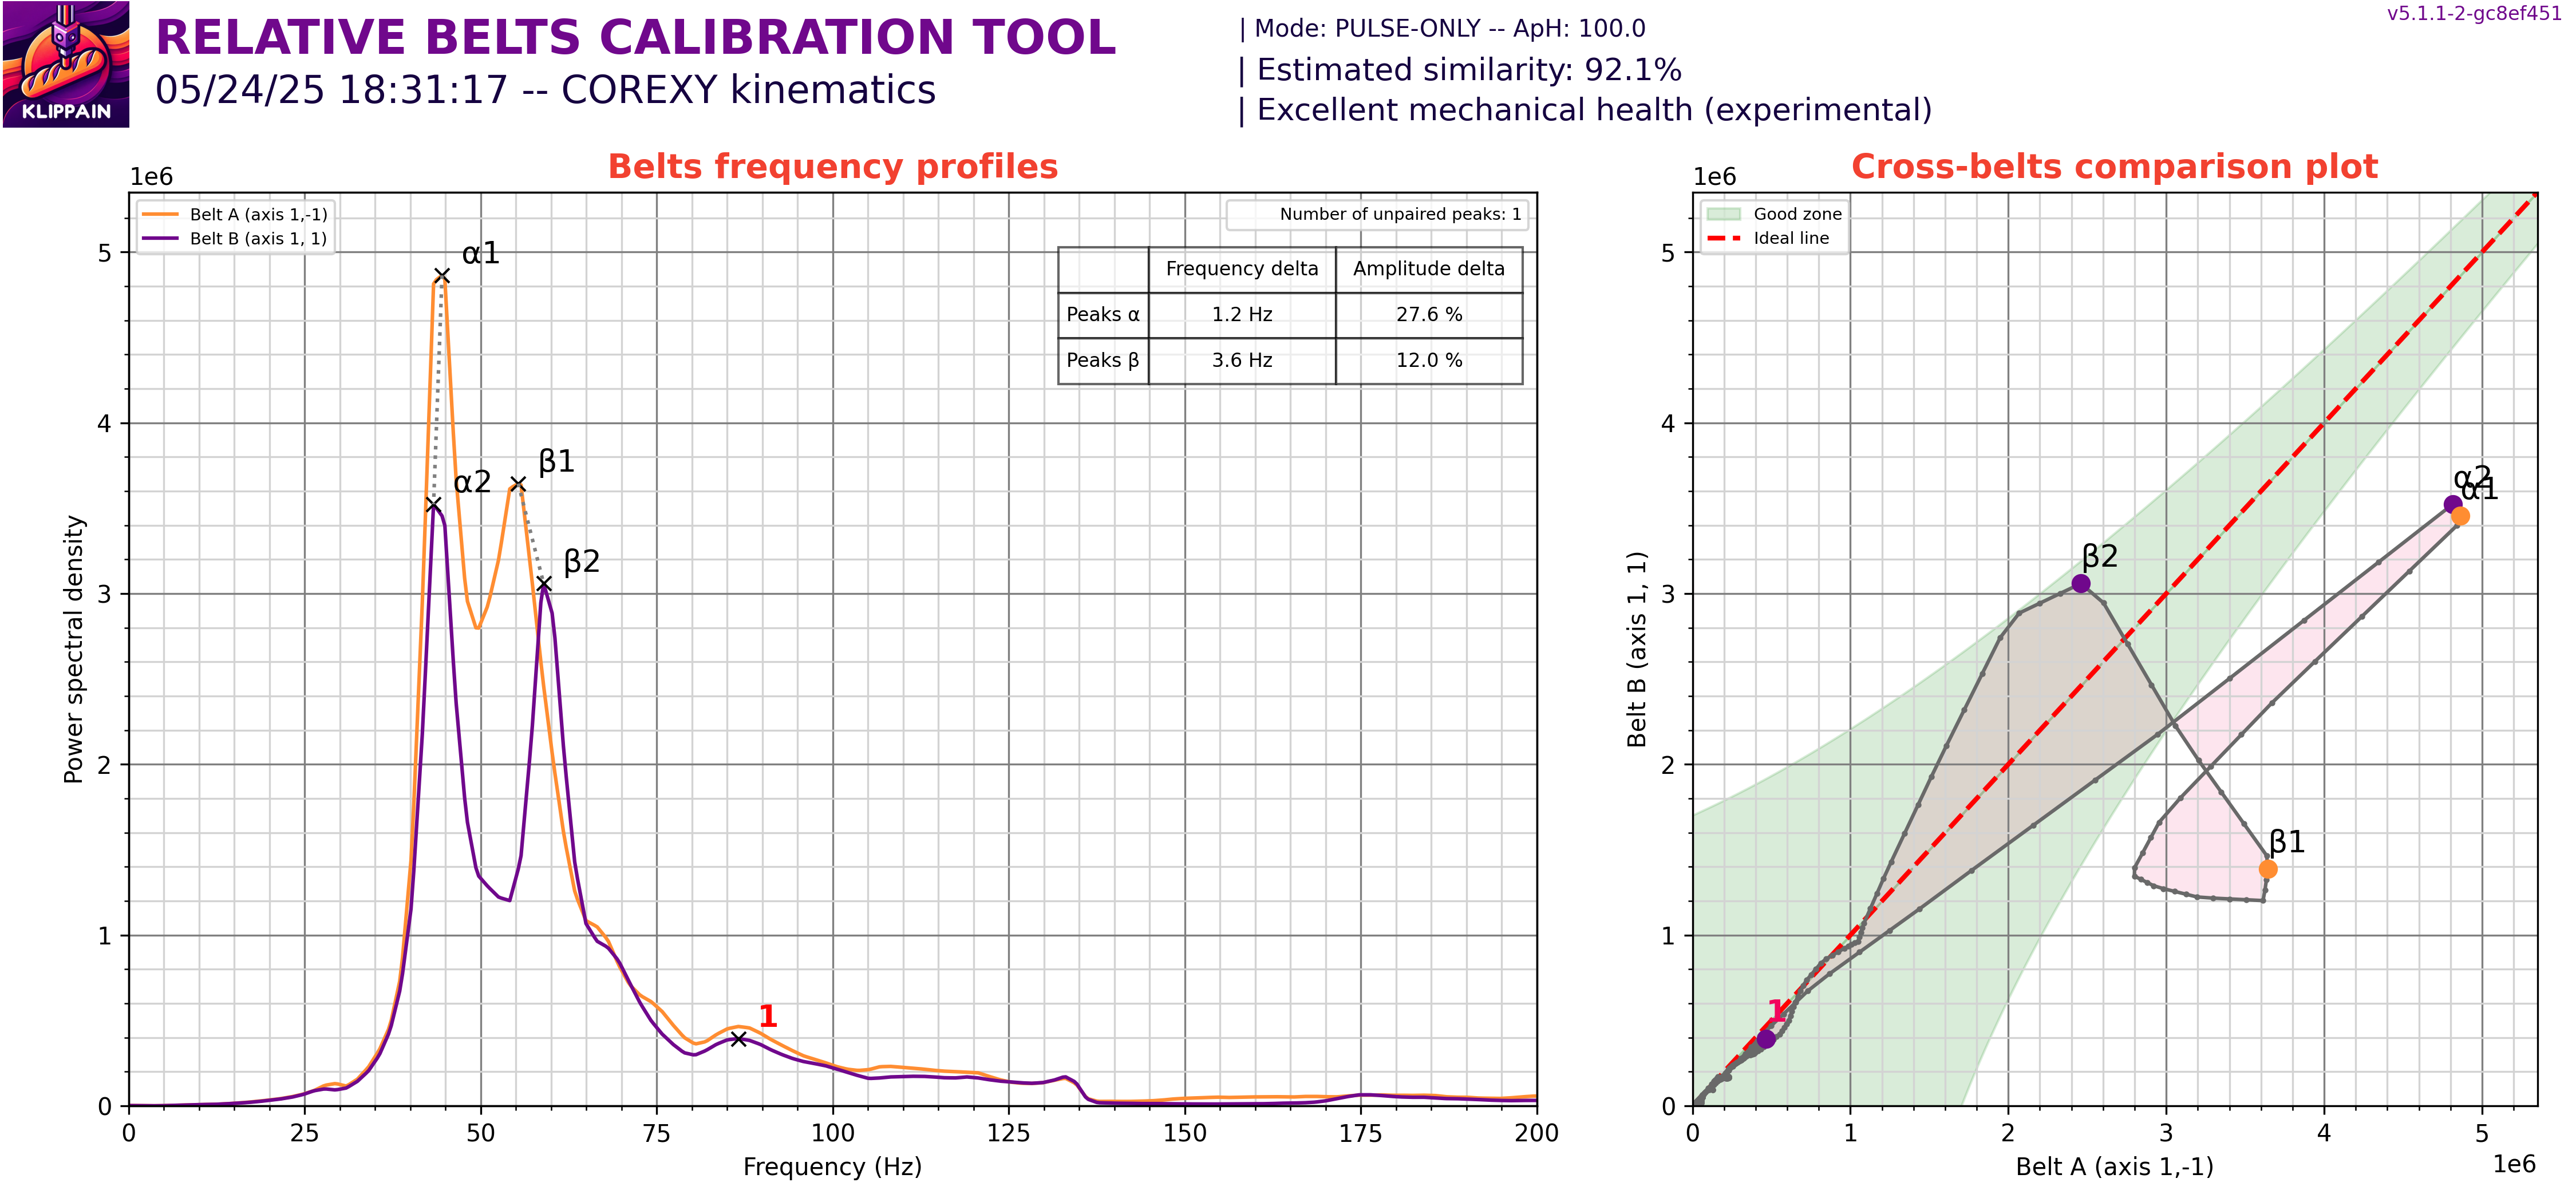 v5.1.1-2-gc8ef451
KLIPPAIN
RELATIVE BELTS CALIBRATION TOOL
05/24/25 18:31:17 -- COREXY kinematics
| Mode: PULSE-ONLY -- ApH: 100.0
| Estimated similarity: 92.1%
| Excellent mechanical health (experimental)
Belts frequency profiles
1e6
Belt A (axis 1,-1)
Belt B (axis 1, 1)
Number of unpaired peaks: 1
Frequency delta Amplitude delta
Peaks α 1.2 Hz 27.6 %
Peaks β 3.6 Hz 12.0 %
α1
α2
β1
β2
1
Power spectral density
5
4
3
2
1
0
0 25 50 75 100 125 150 175 200
Frequency (Hz)
Cross-belts comparison plot
1e6
Good zone
Ideal line
α2
α1
β2
β1
1
Belt B (axis 1, 1)
5
4
3
2
1
0
0 1 2 3 4 5
Belt A (axis 1,-1)
1e6